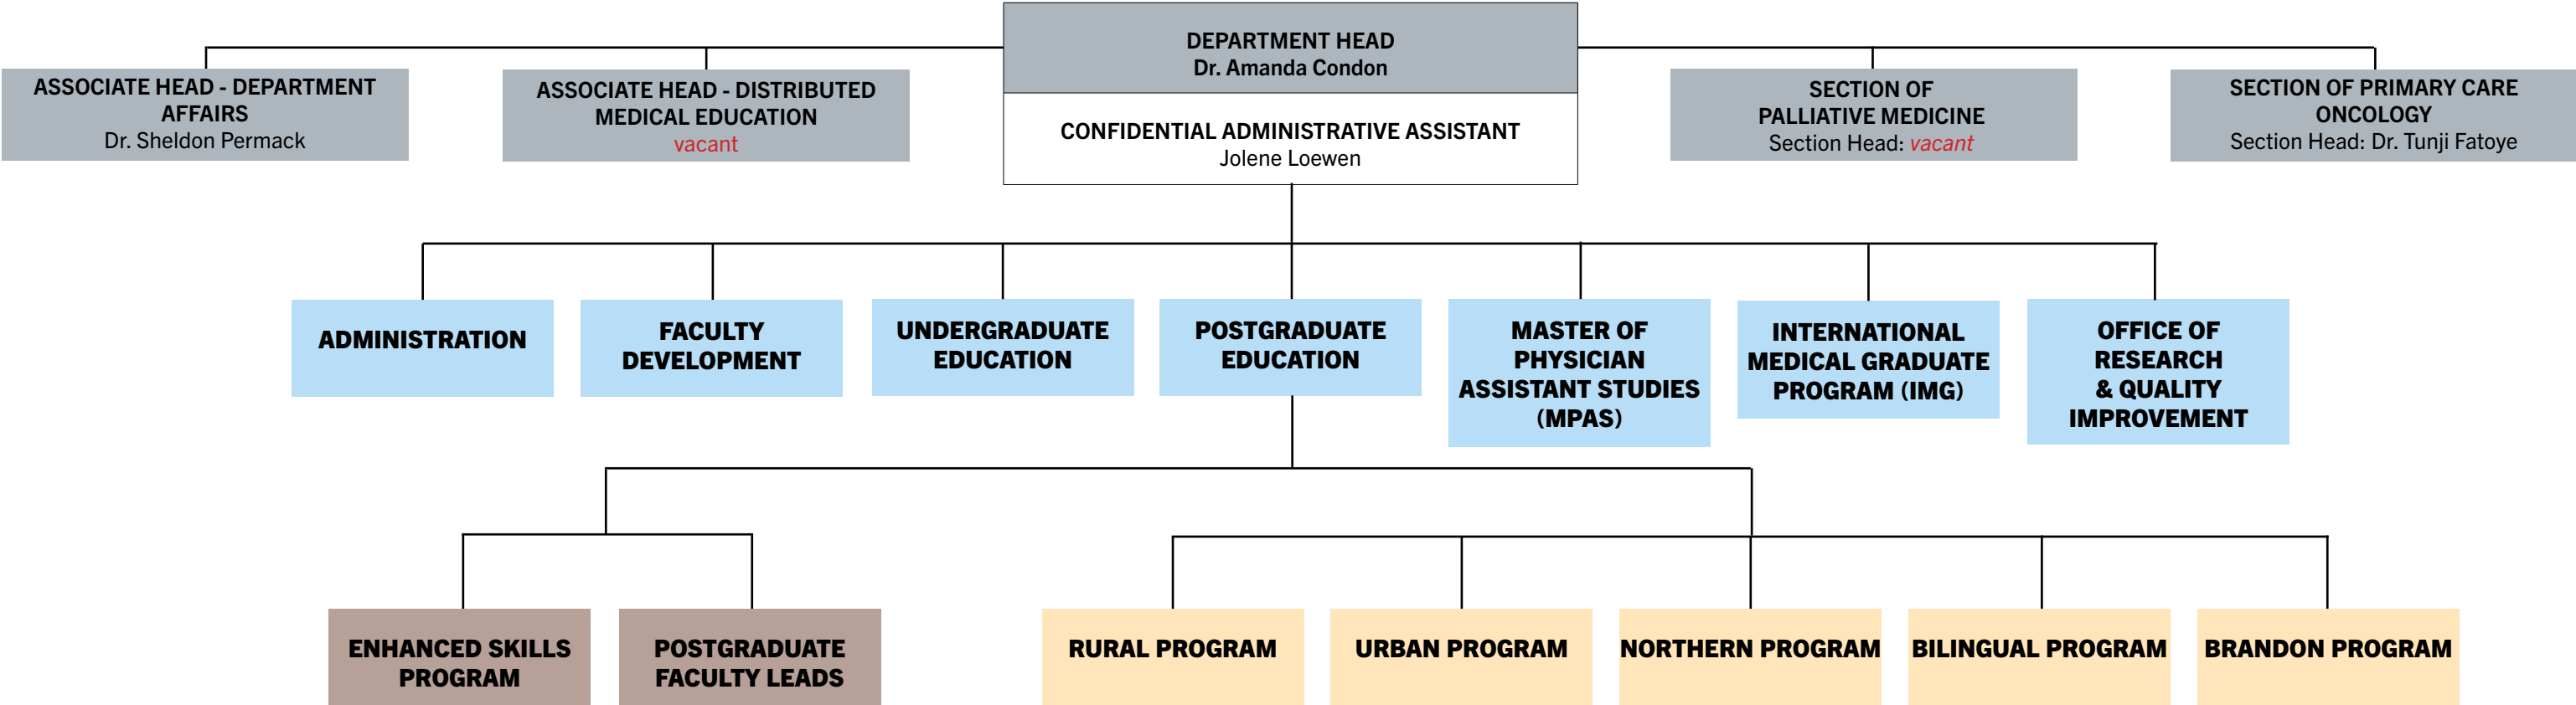 DEPARTMENT HEAD
Dr. Amanda Condon
CONFIDENTIAL ADMINISTRATIVE ASSISTANT
Jolene Loewen
ASSOCIATE HEAD - DEPARTMENT
AFFAIRS
Dr. Sheldon Permack
ASSOCIATE HEAD - DISTRIBUTED
MEDICAL EDUCATION
vacant
SECTION OF
PALLIATIVE MEDICINE
Section Head: vacant
SECTION OF PRIMARY CARE
ONCOLOGY
Section Head: Dr. Tunji Fatoye
ADMINISTRATION
FACULTY
DEVELOPMENT
UNDERGRADUATE
EDUCATION
POSTGRADUATE
EDUCATION
MASTER OF
PHYSICIAN
ASSISTANT STUDIES
(MPAS)
INTERNATIONAL
MEDICAL GRADUATE
PROGRAM (IMG)
OFFICE OF
RESEARCH
& QUALITY
IMPROVEMENT
ENHANCED SKILLS
PROGRAM
POSTGRADUATE
FACULTY LEADS
RURAL PROGRAM
URBAN PROGRAM
NORTHERN PROGRAM
BILINGUAL PROGRAM
BRANDON PROGRAM